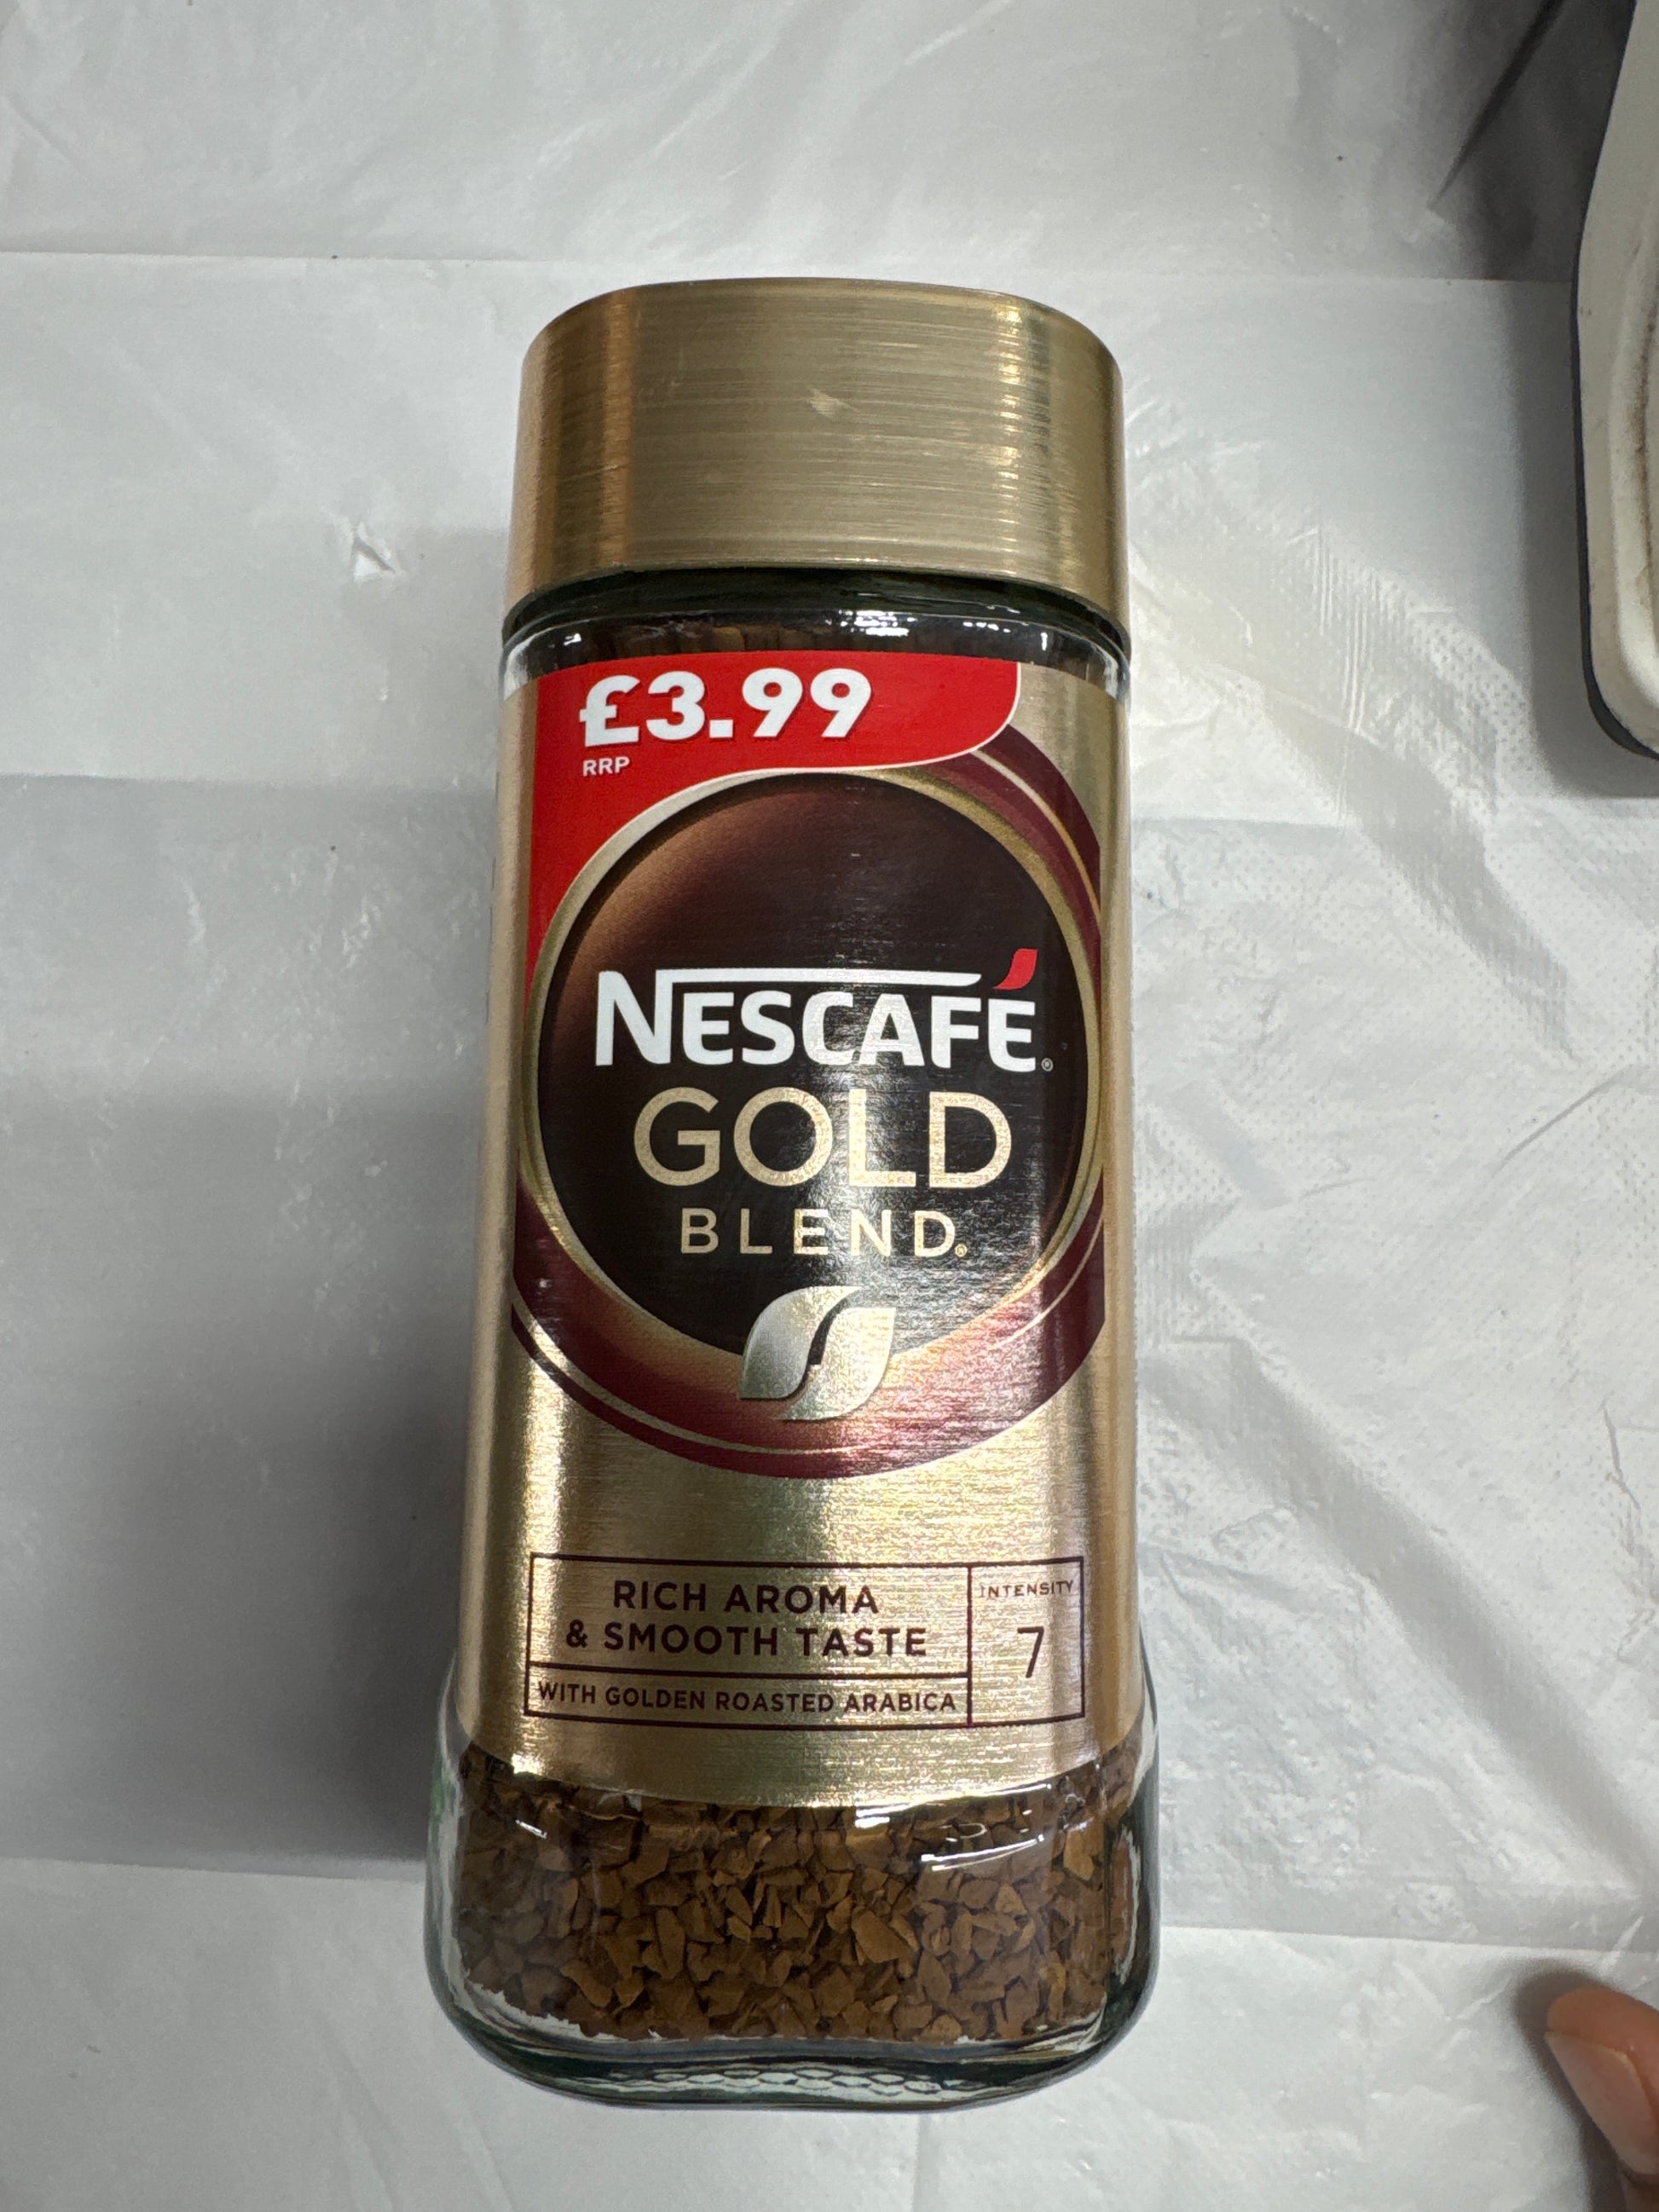 £3.99
RRP
NESCAFÉ®
GOLD
BLEND®
RICH AROMA
& SMOOTH TASTE
WITH GOLDEN ROASTED ARABICA
INTENSITY
7